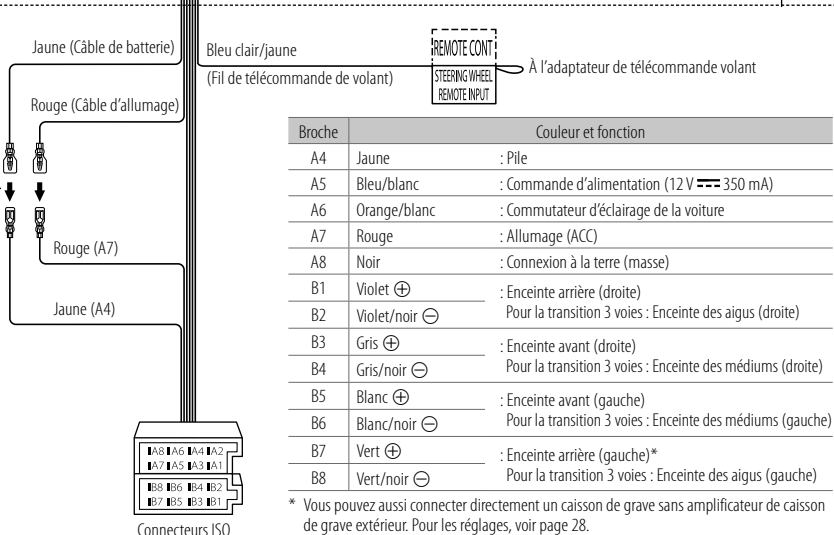 Jaune (Câble de batterie)
Bleu clair/jaune
(Fil de télécommande de volant)
REMOTE CONT
STEERING WHEEL
REMOTE INPUT
À l'adaptateur de télécommande volant
Rouge (Câble d'allumage)
Rouge (A7)
Jaune (A4)
A8 A6 A4 A2
A7 A5 A3 A1
B8 B6 B4 B2
B7 B5 B3 B1
Connecteurs ISO
Broche Couleur et fonction
A4 Jaune : Pile
A5 Bleu/blanc : Commande d'alimentation (12 V ⎓ 350 mA)
A6 Orange/blanc : Commutateur d'éclairage de la voiture
A7 Rouge : Allumage (ACC)
A8 Noir : Connexion à la terre (masse)
B1 Violet ⊕ : Enceinte arrière (droite)
B2 Violet/noir ⊖ Pour la transition 3 voies : Enceinte des aigus (droite)
B3 Gris ⊕ : Enceinte avant (droite)
B4 Gris/noir ⊖ Pour la transition 3 voies : Enceinte des médiums (droite)
B5 Blanc ⊕ : Enceinte avant (gauche)
B6 Blanc/noir ⊖ Pour la transition 3 voies : Enceinte des médiums (gauche)
B7 Vert ⊕ : Enceinte arrière (gauche)*
B8 Vert/noir ⊖ Pour la transition 3 voies : Enceinte des aigus (gauche)
* Vous pouvez aussi connecter directement un caisson de grave sans amplificateur de caisson
de grave extérieur. Pour les réglages, voir page 28.